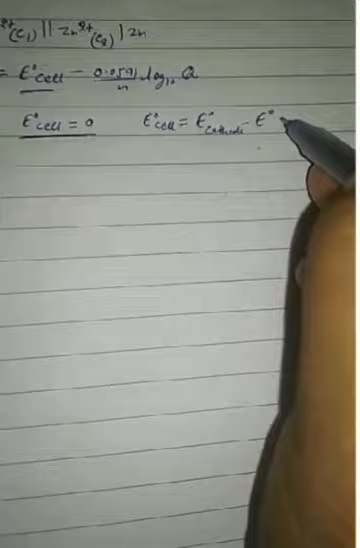 2+(C₁) || Zn²⁺(C₂) | Zn
= E°cell - 0.0591/n log₁₀ Q
E°cell = 0 E°cell = E°Cathode - E°